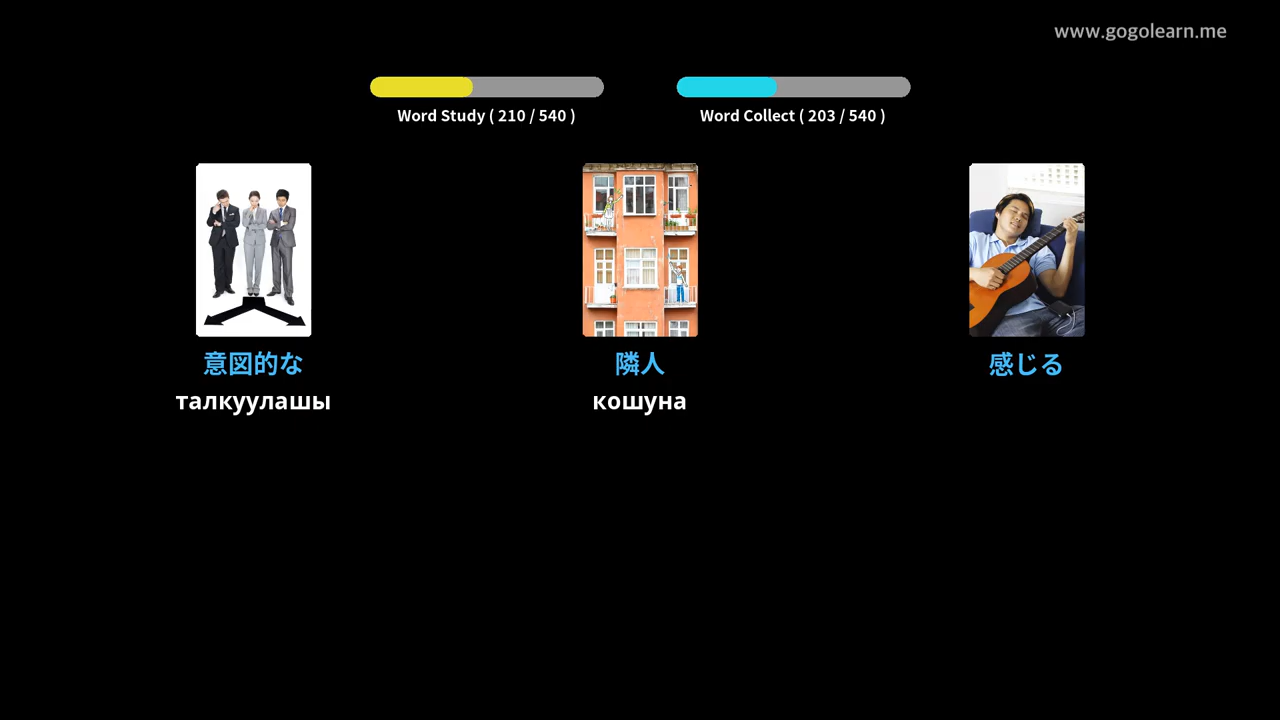 www.gogolearn.me
Word Study ( 210 / 540 )
Word Collect ( 203 / 540 )
意図的な
隣人
感じる
талкуулашы
кошуна